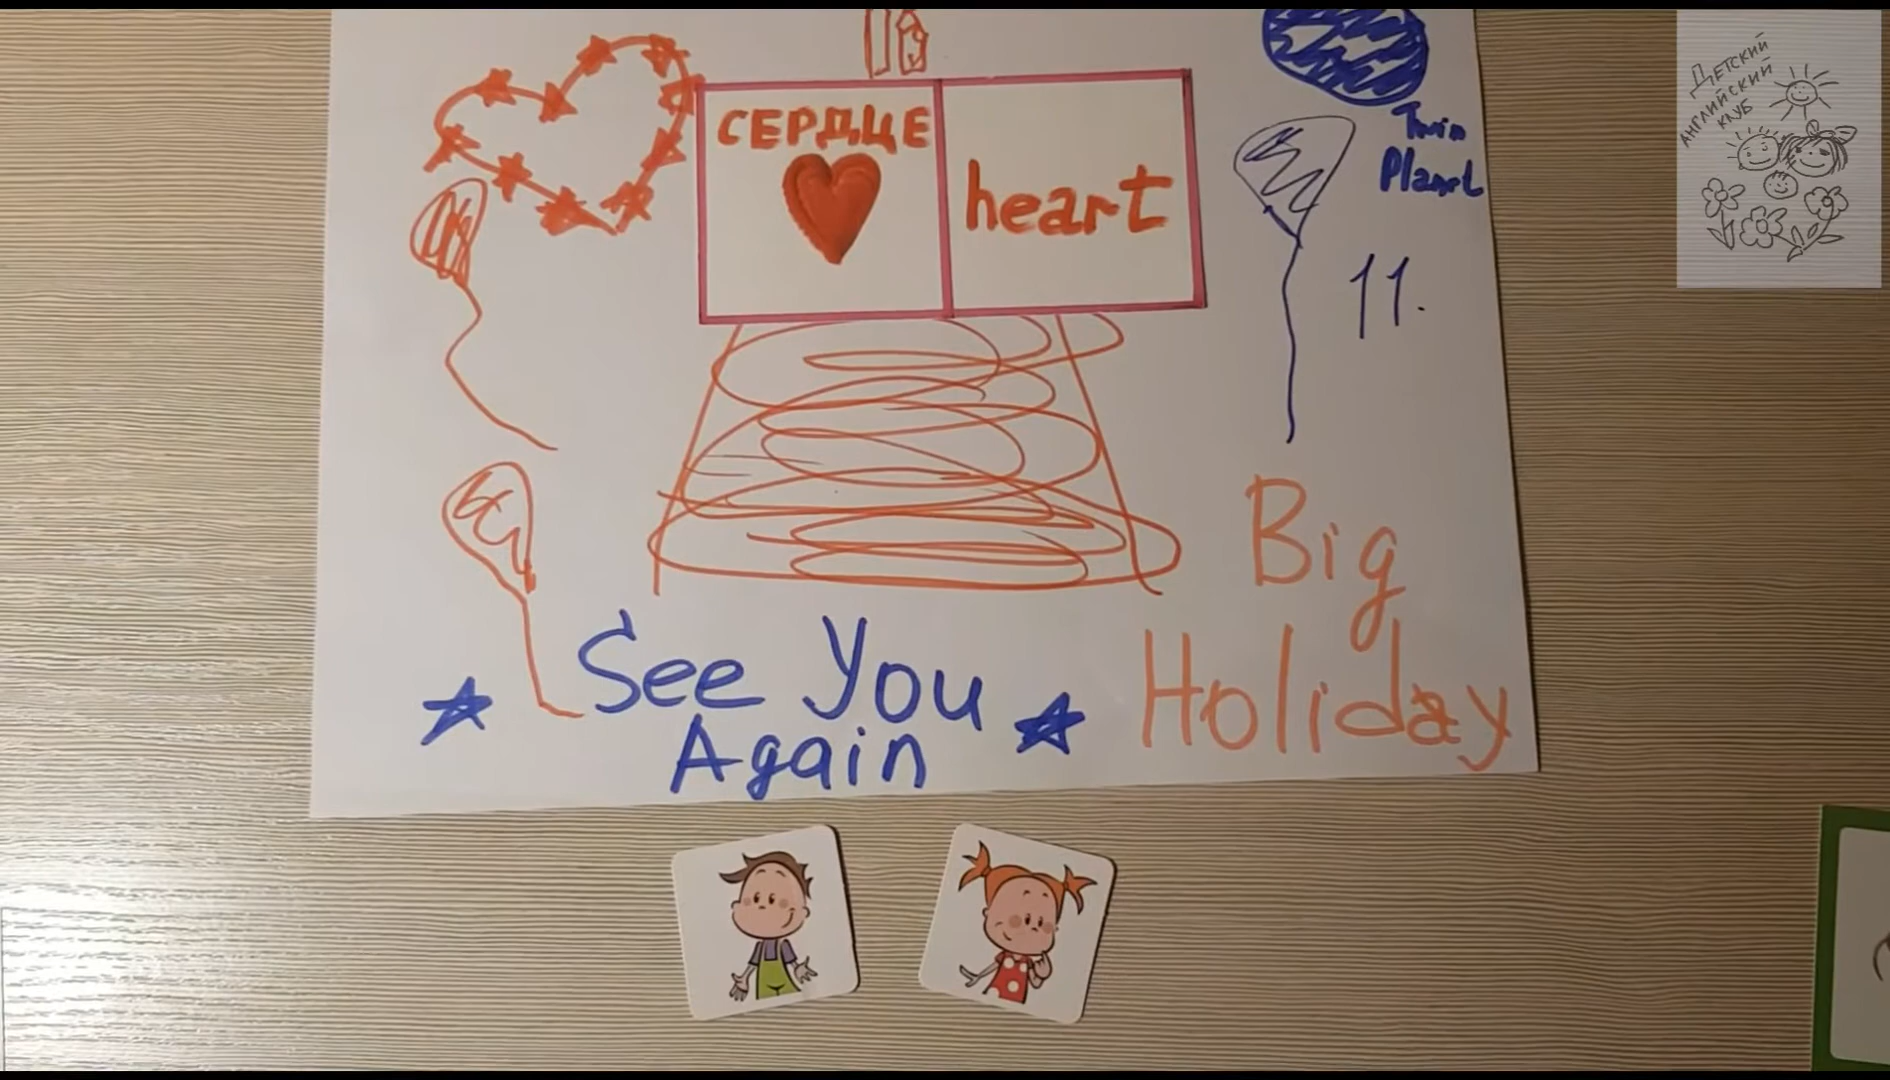 СЕРДЦЕ
heart
Twin
Planet
11.
Big
Holiday
See You
Again
ДЕТСКИЙ
АНГЛИЙСКИЙ
КЛУБ